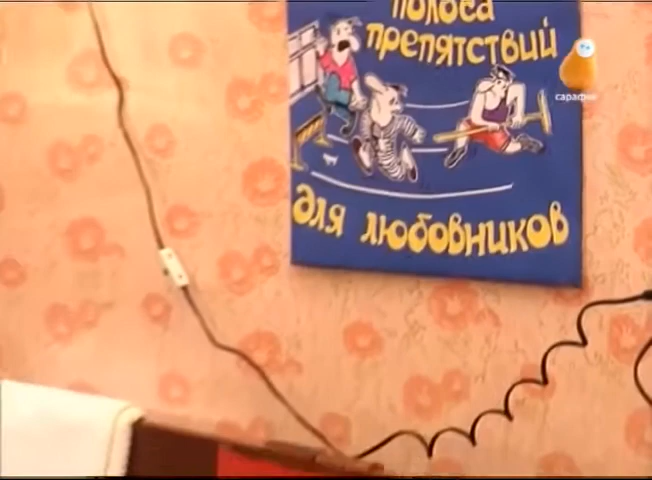 полоса
препятствий
для любовников
сарафан